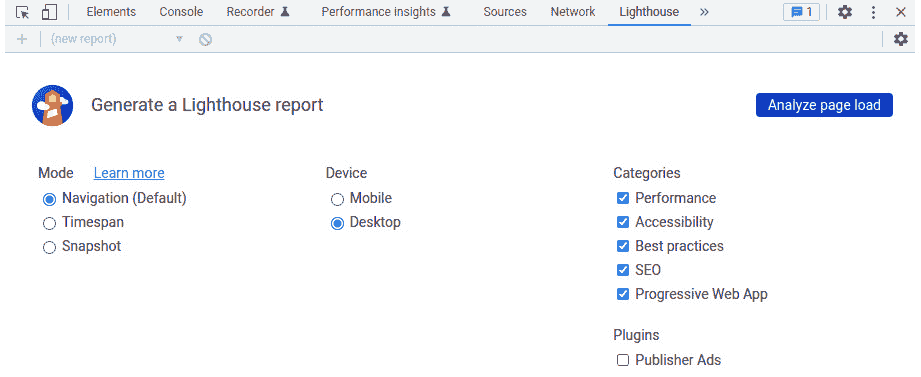 Elements Console Recorder Performance insights Sources Network Lighthouse » 1
+ (new report)
Generate a Lighthouse report Analyze page load
Mode Learn more Device Categories
Navigation (Default) Mobile Performance
Timespan Desktop Accessibility
Snapshot Best practices
SEO
Progressive Web App
Plugins
Publisher Ads